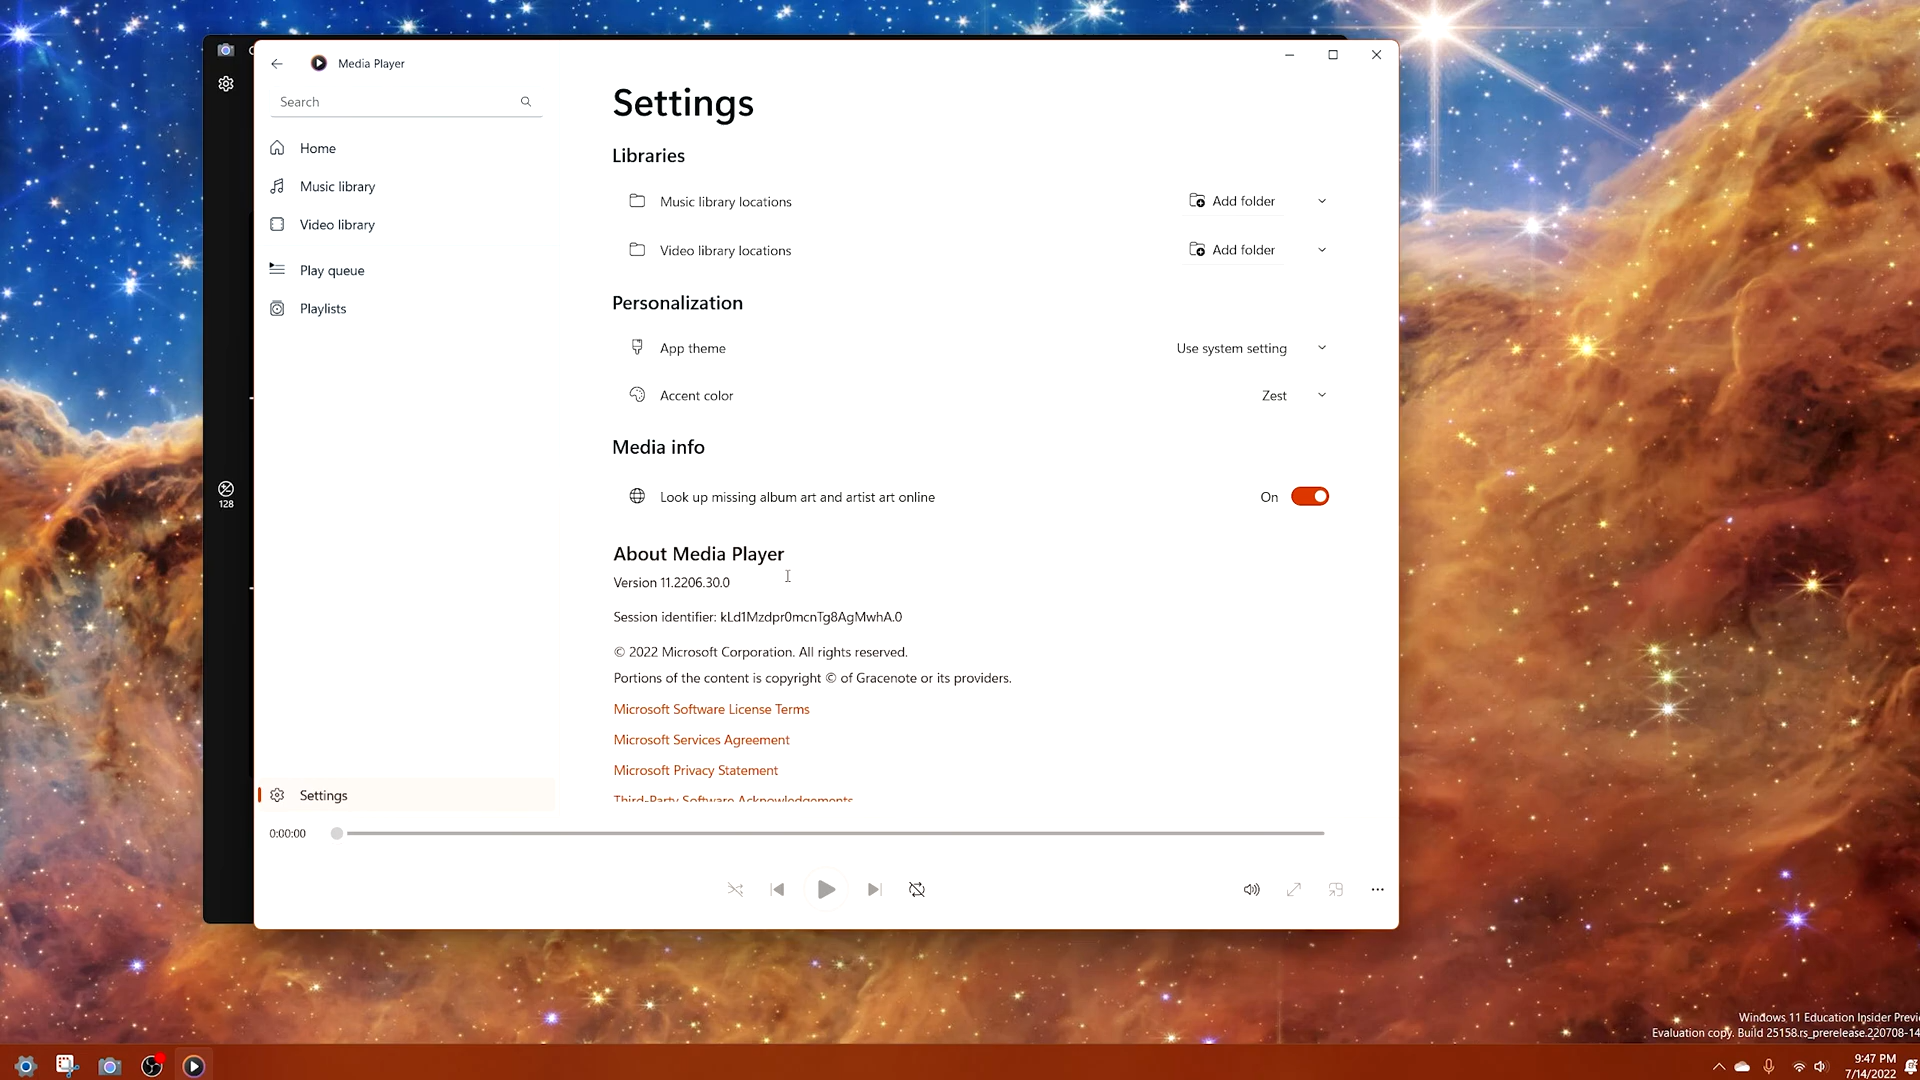 Media Player
Search
Home
Music library
Video library
Play queue
Playlists
Settings
Settings
Libraries
Music library locations
Add folder
Video library locations
Add folder
Personalization
App theme
Use system setting
Accent color
Zest
Media info
Look up missing album art and artist art online
On
About Media Player
Version 11.2206.30.0
Session identifier: kLd1Mzdpr0mcnTg8AgMwhA.0
© 2022 Microsoft Corporation. All rights reserved.
Portions of the content is copyright © of Gracenote or its providers.
Microsoft Software License Terms
Microsoft Services Agreement
Microsoft Privacy Statement
Third-Party Software Acknowledgements
0:00:00
128
Windows 11 Education Insider Previ
Evaluation copy. Build 25158.rs_prerelease.220708-14
9:47 PM
7/14/2022